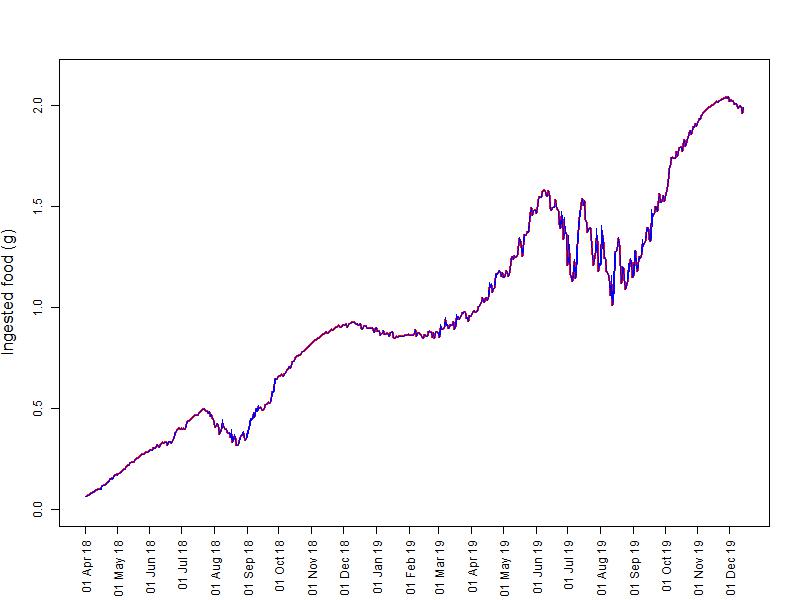 Ingested food (g)
2.0
1.5
1.0
0.5
0.0
01 Apr 18
01 May 18
01 Jun 18
01 Jul 18
01 Aug 18
01 Sep 18
01 Oct 18
01 Nov 18
01 Dec 18
01 Jan 19
01 Feb 19
01 Mar 19
01 Apr 19
01 May 19
01 Jun 19
01 Jul 19
01 Aug 19
01 Sep 19
01 Oct 19
01 Nov 19
01 Dec 19